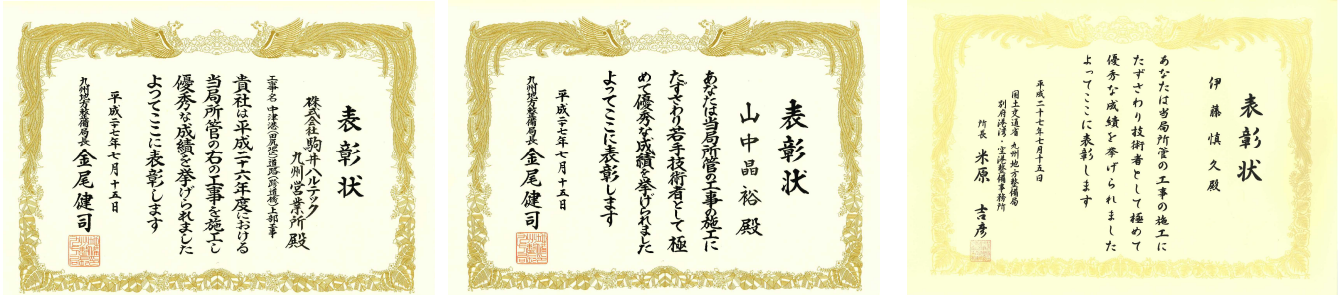 表彰状
株式会社駒井ハルテック
九州営業所殿
工事名 中津港(田尻地区)道路(跨道橋)上部工事
貴社は平成二十六年度における
当局所管の右の工事を施工し
優秀な成績を挙げられました
よってここに表彰します
平成二十七年七月十五日
九州地方整備局長 金尾健司
表彰状
山中晶裕殿
あなたは当局所管の工事の施工に
たずさわり若手技術者として極
めて優秀な成績を挙げられました
よってここに表彰します
平成二十七年七月十五日
九州地方整備局長 金尾健司
表彰状
伊藤慎久殿
あなたは当局所管の工事の施工に
たずさわり技術者として極めて
優秀な成績を挙げられました
よってここに表彰します
平成二十七年七月十五日
国土交通省 九州地方整備局
別府港湾・空港整備事務所
所長 米原 吉彦